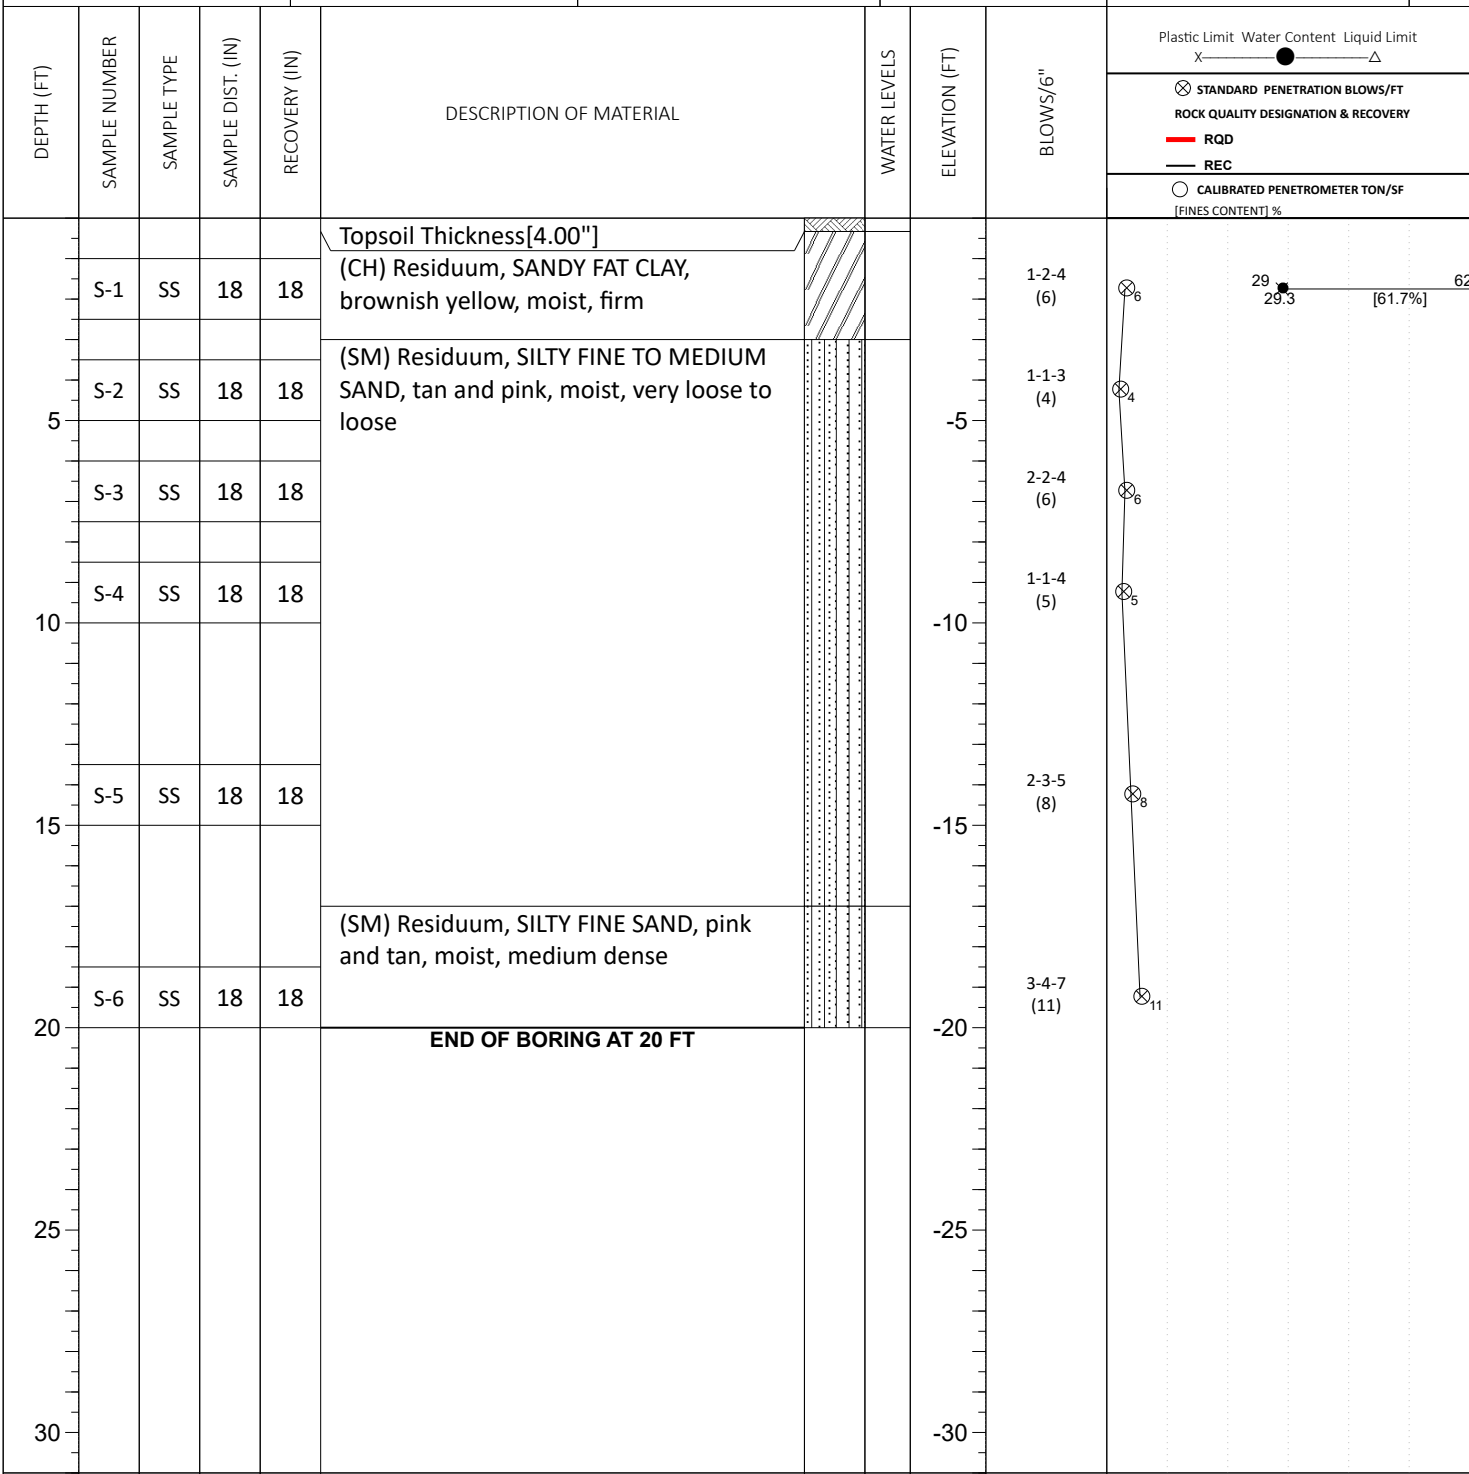 DEPTH (FT)
SAMPLE NUMBER
SAMPLE TYPE
SAMPLE DIST. (IN)
RECOVERY (IN)
DESCRIPTION OF MATERIAL
WATER LEVELS
ELEVATION (FT)
BLOWS/6"
Plastic Limit Water Content Liquid Limit
X
STANDARD PENETRATION BLOWS/FT
ROCK QUALITY DESIGNATION & RECOVERY
RQD
REC
CALIBRATED PENETROMETER TON/SF
[FINES CONTENT] %
Topsoil Thickness[4.00"]
(CH) Residuum, SANDY FAT CLAY,
brownish yellow, moist, firm
S-1 SS 18 18
1-2-4
(6)
6
29 62
29.3 [61.7%]
(SM) Residuum, SILTY FINE TO MEDIUM
SAND, tan and pink, moist, very loose to
loose
S-2 SS 18 18
1-1-3
(4)
4
5 -5
S-3 SS 18 18
2-2-4
(6)
6
S-4 SS 18 18
1-1-4
(5)
5
10 -10
S-5 SS 18 18
2-3-5
(8)
8
15 -15
(SM) Residuum, SILTY FINE SAND, pink
and tan, moist, medium dense
S-6 SS 18 18
3-4-7
(11)
11
20 -20
END OF BORING AT 20 FT
25 -25
30 -30